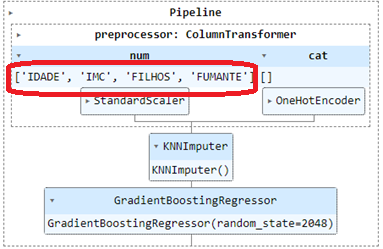 ▸ Pipeline
▸ preprocessor: ColumnTransformer
▾ num
▾ cat
['IDADE', 'IMC', 'FILHOS', 'FUMANTE']
[]
▸ StandardScaler
▸ OneHotEncoder
▾ KNNImputer
KNNImputer()
▾ GradientBoostingRegressor
GradientBoostingRegressor(random_state=2048)